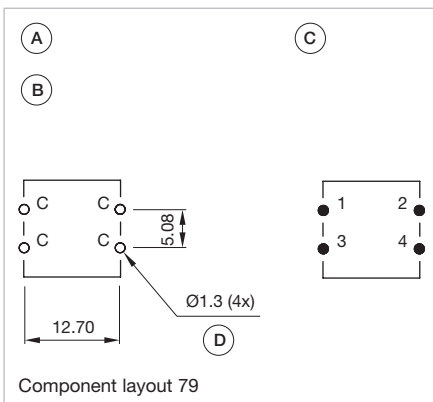 A
C
B
C C
1 2
C C
3 4
5.08
Ø1.3 (4x)
12.70
D
Component layout 79